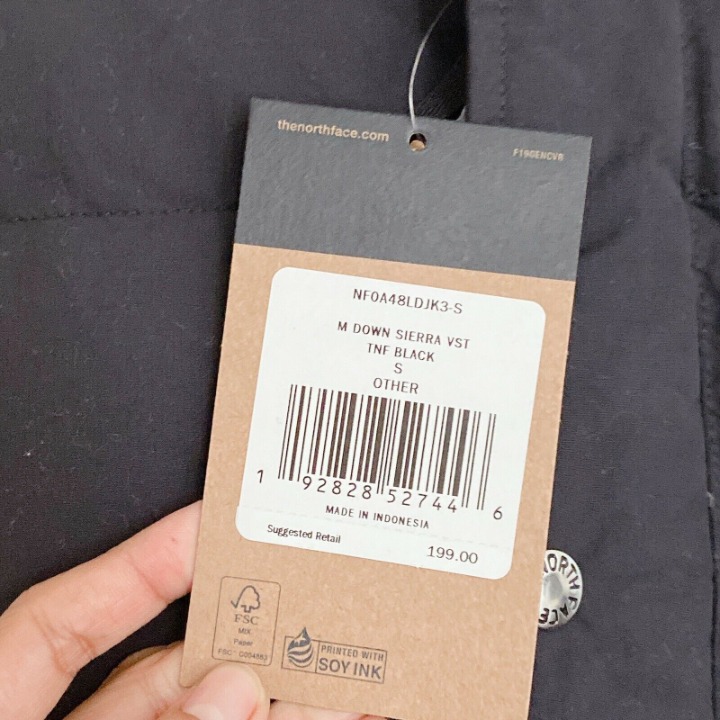 thenorthface.com
F190ENCVB
NF0A48LDJK3-S
M DOWN SIERRA VST
TNF BLACK
S
OTHER
1 92828 52744 6
MADE IN INDONESIA
Suggested Retail 199.00
FSC
MIX
Paper
PRINTED WITH
SOY INK
NORTH FACE